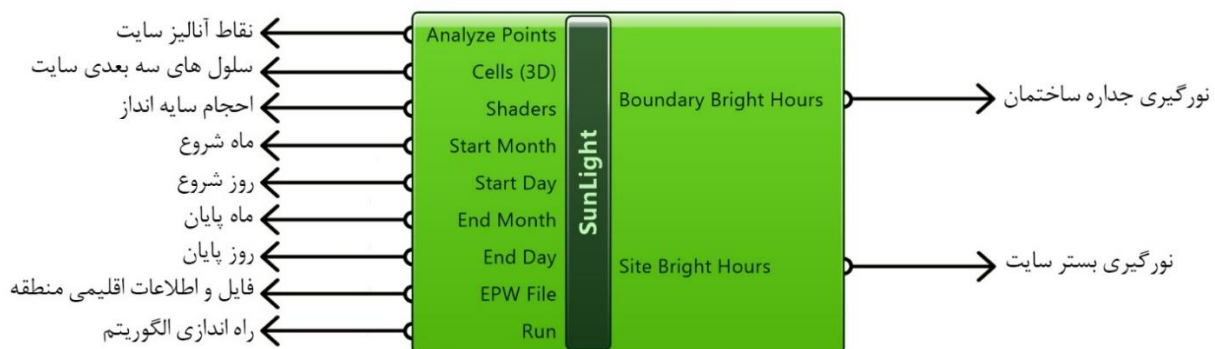 نقاط آنالیز سایت
سلول های سه بعدی سایت
احجام سایه انداز
ماه شروع
روز شروع
ماه پایان
روز پایان
فایل و اطلاعات اقلیمی منطقه
راه اندازی الگوریتم
Analyze Points
Cells (3D)
Shaders
Start Month
Start Day
End Month
End Day
EPW File
Run
SunLight
Boundary Bright Hours
Site Bright Hours
نورگیری جداره ساختمان
نورگیری بستر سایت